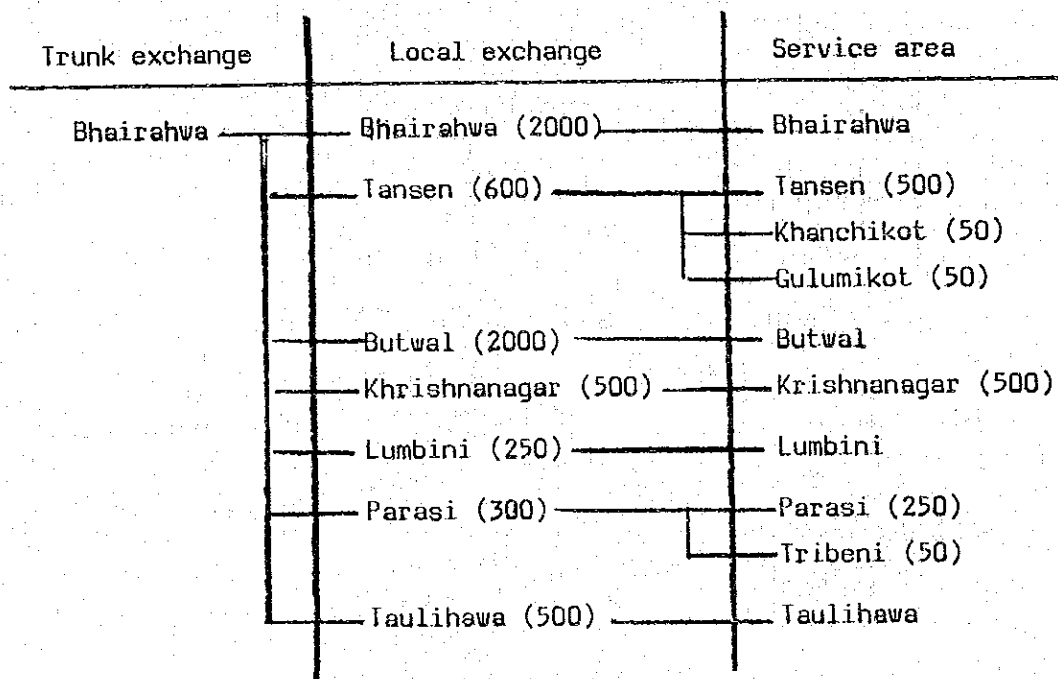 Trunk exchange Local exchange Service area
Bhairahwa Bhairahwa (2000) Bhairahwa
Tansen (600) Tansen (500)
Khanchikot (50)
Gulumikot (50)
Butwal (2000) Butwal
Khrishnanagar (500) Krishnanagar (500)
Lumbini (250) Lumbini
Parasi (300) Parasi (250)
Tribeni (50)
Taulihawa (500) Taulihawa